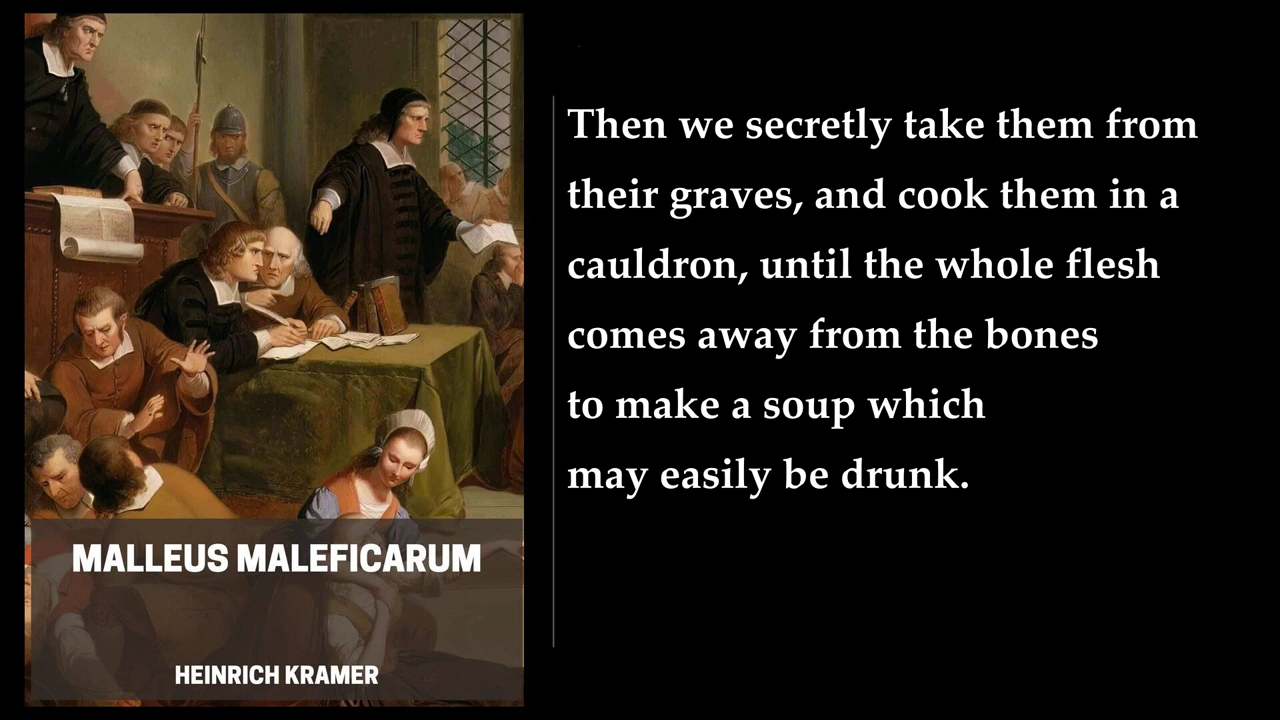 Then we secretly take them from
their graves, and cook them in a
cauldron, until the whole flesh
comes away from the bones
to make a soup which
may easily be drunk.
MALLEUS MALEFICARUM
HEINRICH KRAMER